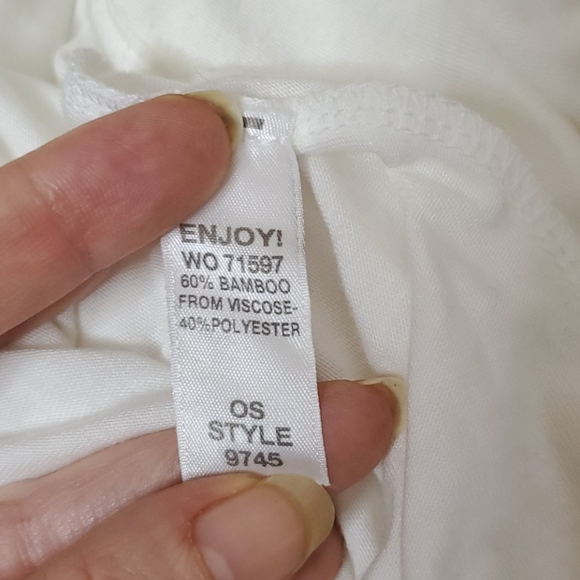 ENJOY!
WO 71597
60% BAMBOO
FROM VISCOSE-
40%POLYESTER
OS
STYLE
9745